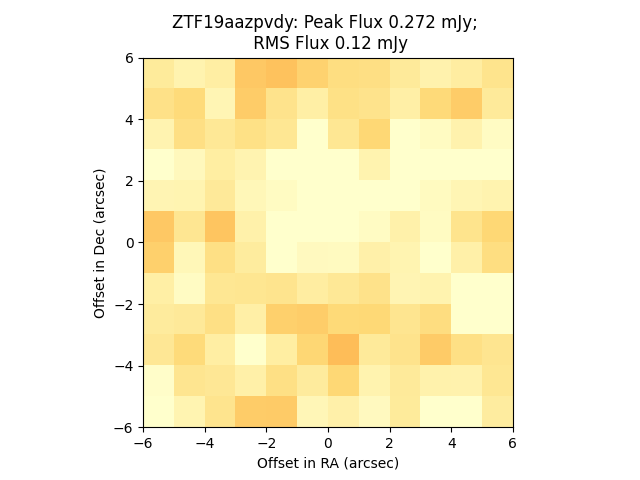 ZTF19aazpvdy: Peak Flux 0.272 mJy;
RMS Flux 0.12 mJy
6
4
2
0
−2
−4
−6
Offset in Dec (arcsec)
−6 −4 −2 0 2 4 6
Offset in RA (arcsec)